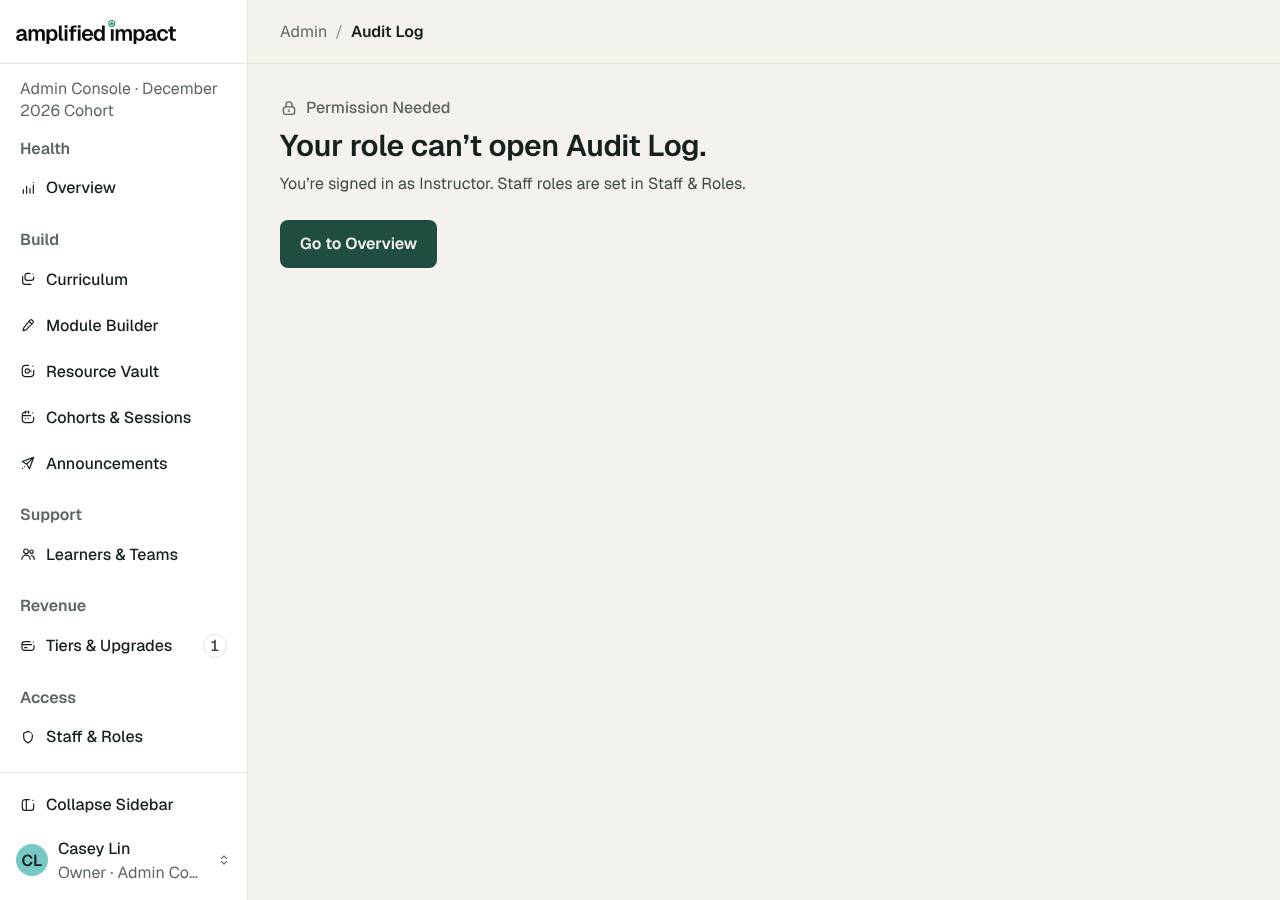 amplified impact
Admin / Audit Log
Admin Console · December
2026 Cohort
Health
Overview
Build
Curriculum
Module Builder
Resource Vault
Cohorts & Sessions
Announcements
Support
Learners & Teams
Revenue
Tiers & Upgrades 1
Access
Staff & Roles
Collapse Sidebar
CL
Casey Lin
Owner · Admin Co…
Permission Needed
Your role can’t open Audit Log.
You’re signed in as Instructor. Staff roles are set in Staff & Roles.
Go to Overview